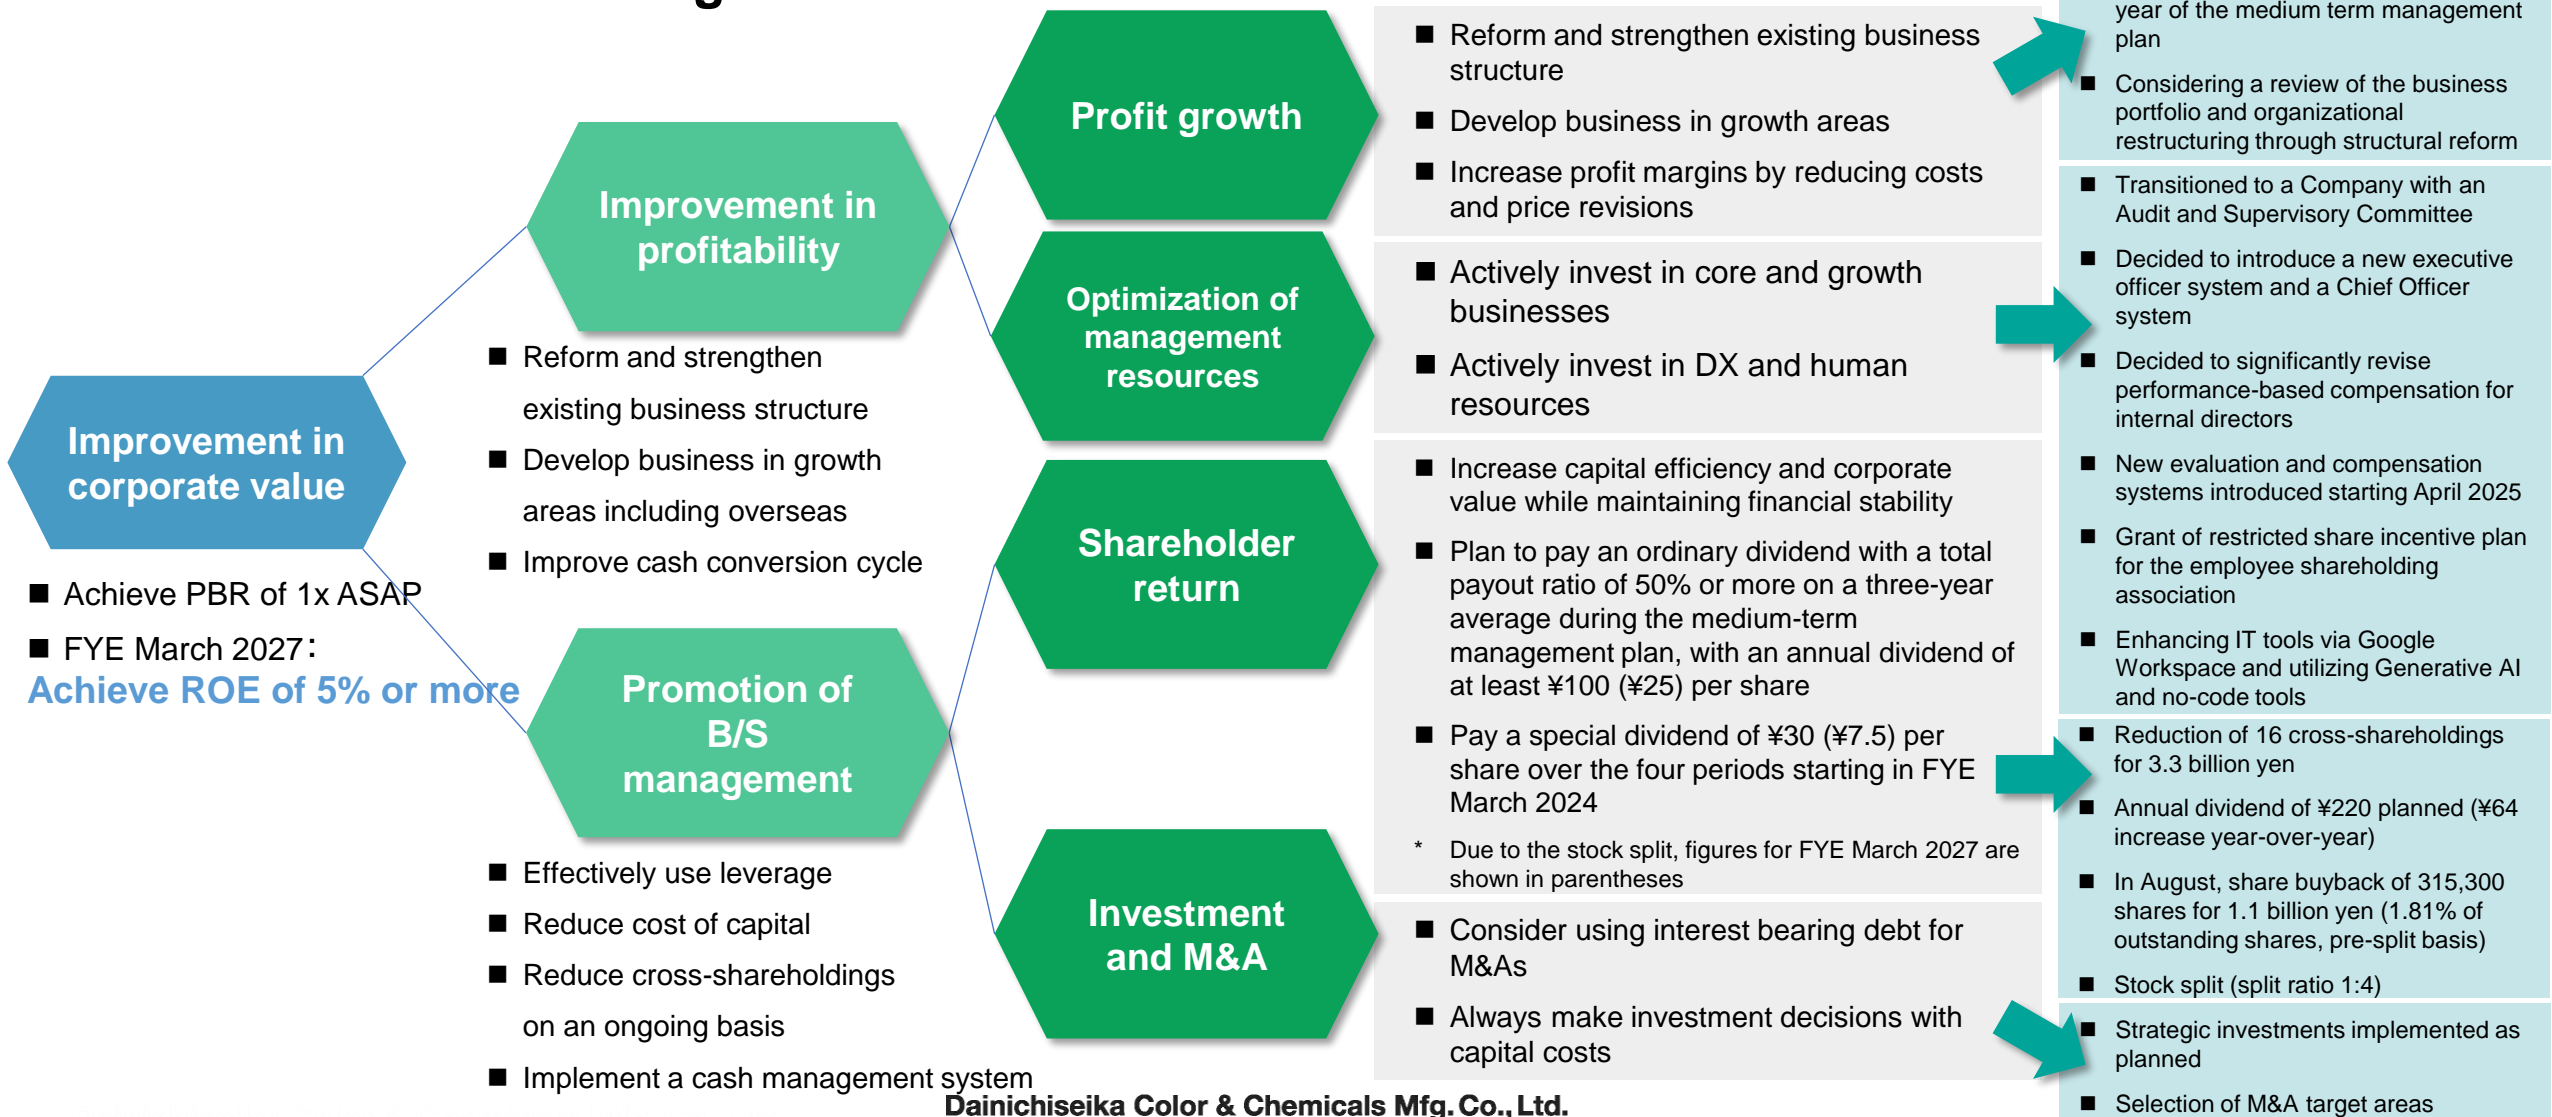 Improvement in
corporate value
■ Achieve PBR of 1x ASAP
■ FYE March 2027:
Achieve ROE of 5% or more
Improvement in
profitability
■ Reform and strengthen
existing business structure
■ Develop business in growth
areas including overseas
■ Improve cash conversion cycle
Promotion of
B/S
management
■ Effectively use leverage
■ Reduce cost of capital
■ Reduce cross-shareholdings
on an ongoing basis
■ Implement a cash management system
Profit growth
■ Reform and strengthen existing business
structure
■ Develop business in growth areas
■ Increase profit margins by reducing costs
and price revisions
year of the medium term management
plan
■ Considering a review of the business
portfolio and organizational
restructuring through structural reform
Optimization of
management
resources
■ Actively invest in core and growth
businesses
■ Actively invest in DX and human
resources
■ Transitioned to a Company with an
Audit and Supervisory Committee
■ Decided to introduce a new executive
officer system and a Chief Officer
system
■ Decided to significantly revise
performance-based compensation for
internal directors
■ New evaluation and compensation
systems introduced starting April 2025
■ Grant of restricted share incentive plan
for the employee shareholding
association
■ Enhancing IT tools via Google
Workspace and utilizing Generative AI
and no-code tools
Shareholder
return
■ Increase capital efficiency and corporate
value while maintaining financial stability
■ Plan to pay an ordinary dividend with a total
payout ratio of 50% or more on a three-year
average during the medium-term
management plan, with an annual dividend of
at least ¥100 (¥25) per share
■ Pay a special dividend of ¥30 (¥7.5) per
share over the four periods starting in FYE
March 2024
* Due to the stock split, figures for FYE March 2027 are
shown in parentheses
■ Reduction of 16 cross-shareholdings
for 3.3 billion yen
■ Annual dividend of ¥220 planned (¥64
increase year-over-year)
■ In August, share buyback of 315,300
shares for 1.1 billion yen (1.81% of
outstanding shares, pre-split basis)
■ Stock split (split ratio 1:4)
Investment
and M&A
■ Consider using interest bearing debt for
M&As
■ Always make investment decisions with
capital costs
■ Strategic investments implemented as
planned
■ Selection of M&A target areas
Dainichiseika Color & Chemicals Mfg. Co., Ltd.